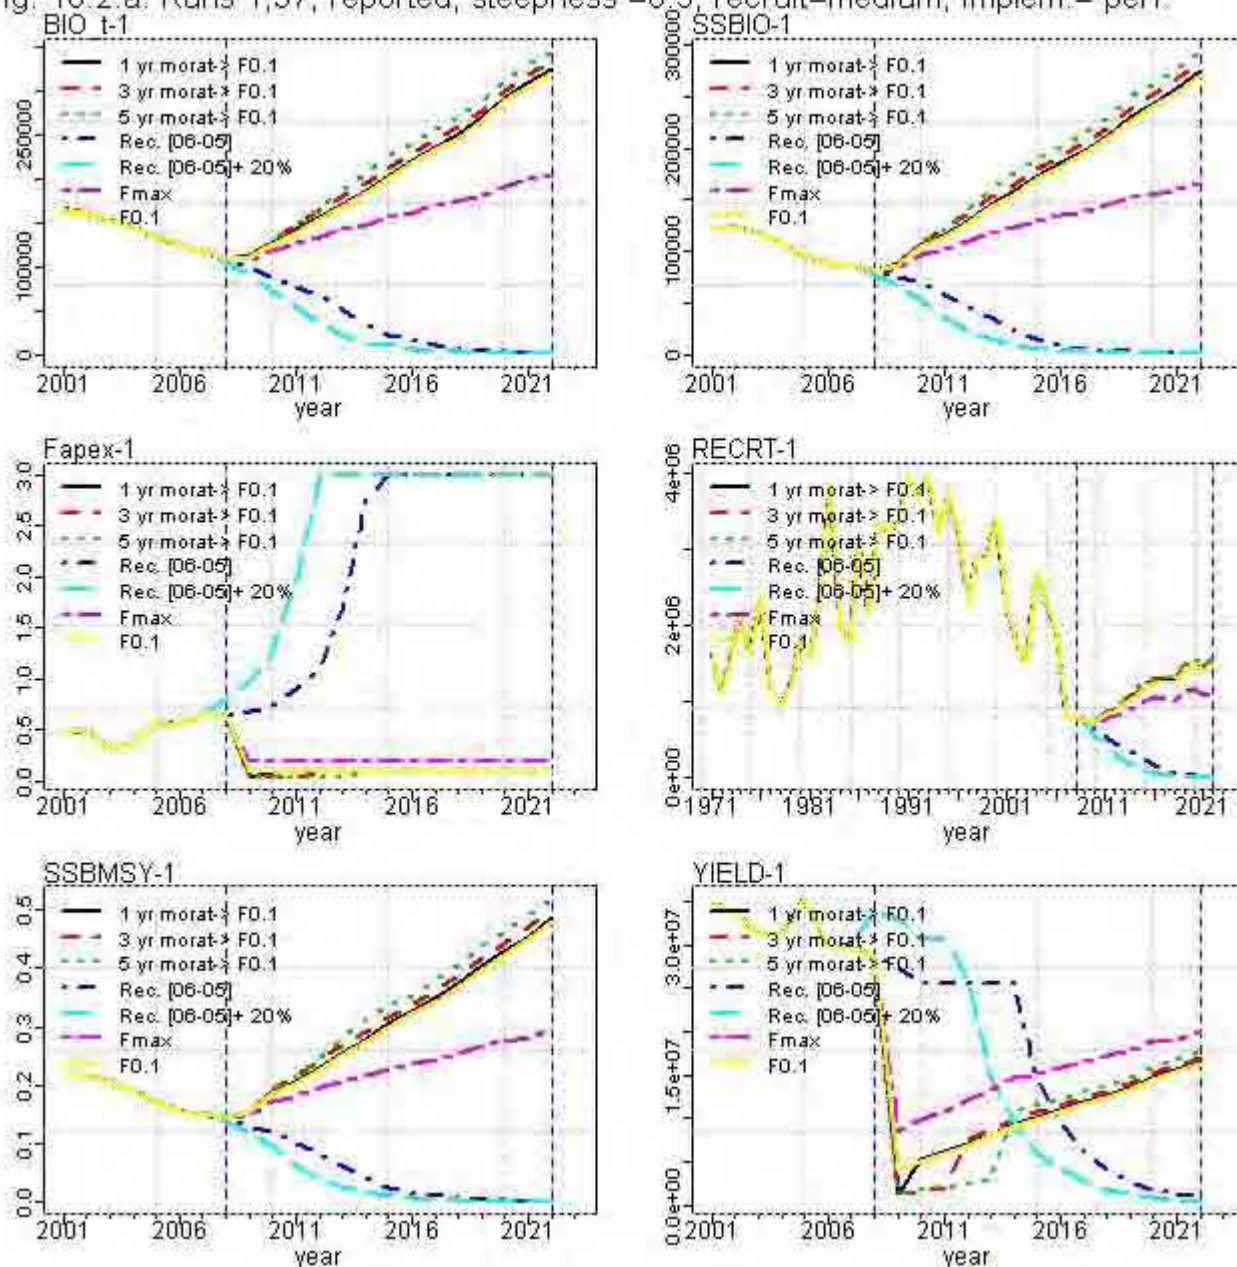 Runs 1, reported, steepness recruit=medium, implem.= perf.
BIO_t-1
1 yr morat-> F0.1
3 yr morat-> F0.1
5 yr morat-> F0.1
Rec. [06-05]
Rec. [06-05]+ 20%
Fmax
F0.1
0 100000 250000
2001 2006 2011 2016 2021
year
SSBIO-1
1 yr morat-> F0.1
3 yr morat-> F0.1
5 yr morat-> F0.1
Rec. [06-05]
Rec. [06-05]+ 20%
Fmax
F0.1
0 100000 200000 300000
2001 2006 2011 2016 2021
year
Fapex-1
1 yr morat-> F0.1
3 yr morat-> F0.1
5 yr morat-> F0.1
Rec. [06-05]
Rec. [06-05]+ 20%
Fmax
F0.1
0.0 0.5 1.0 1.5 2.0 2.5 3.0
2001 2006 2011 2016 2021
year
RECRT-1
1 yr morat-> F0.1
3 yr morat-> F0.1
5 yr morat-> F0.1
Rec. [06-05]
Rec. [06-05]+ 20%
Fmax
F0.1
0e+00 2e+06 4e+06
1971 1981 1991 2001 2011 2021
year
SSBMSY-1
1 yr morat-> F0.1
3 yr morat-> F0.1
5 yr morat-> F0.1
Rec. [06-05]
Rec. [06-05]+ 20%
Fmax
F0.1
0.0 0.1 0.2 0.3 0.4 0.5
2001 2006 2011 2016 2021
year
YIELD-1
1 yr morat-> F0.1
3 yr morat-> F0.1
5 yr morat-> F0.1
Rec. [06-05]
Rec. [06-05]+ 20%
Fmax
F0.1
0.0e+00 1.5e+07 3.0e+07
2001 2006 2011 2016 2021
year